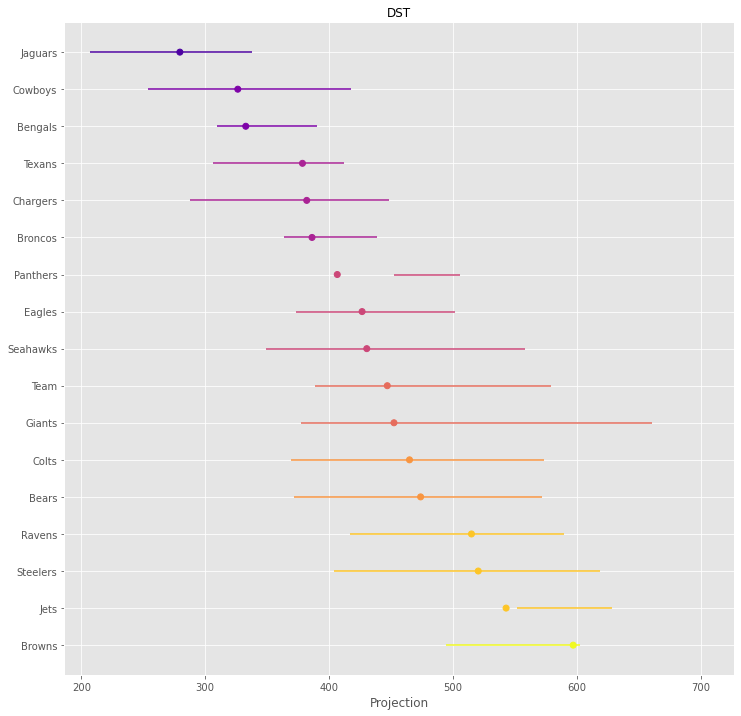 DST
Jaguars
Cowboys
Bengals
Texans
Chargers
Broncos
Panthers
Eagles
Seahawks
Team
Giants
Colts
Bears
Ravens
Steelers
Jets
Browns
200 300 400 500 600 700
Projection